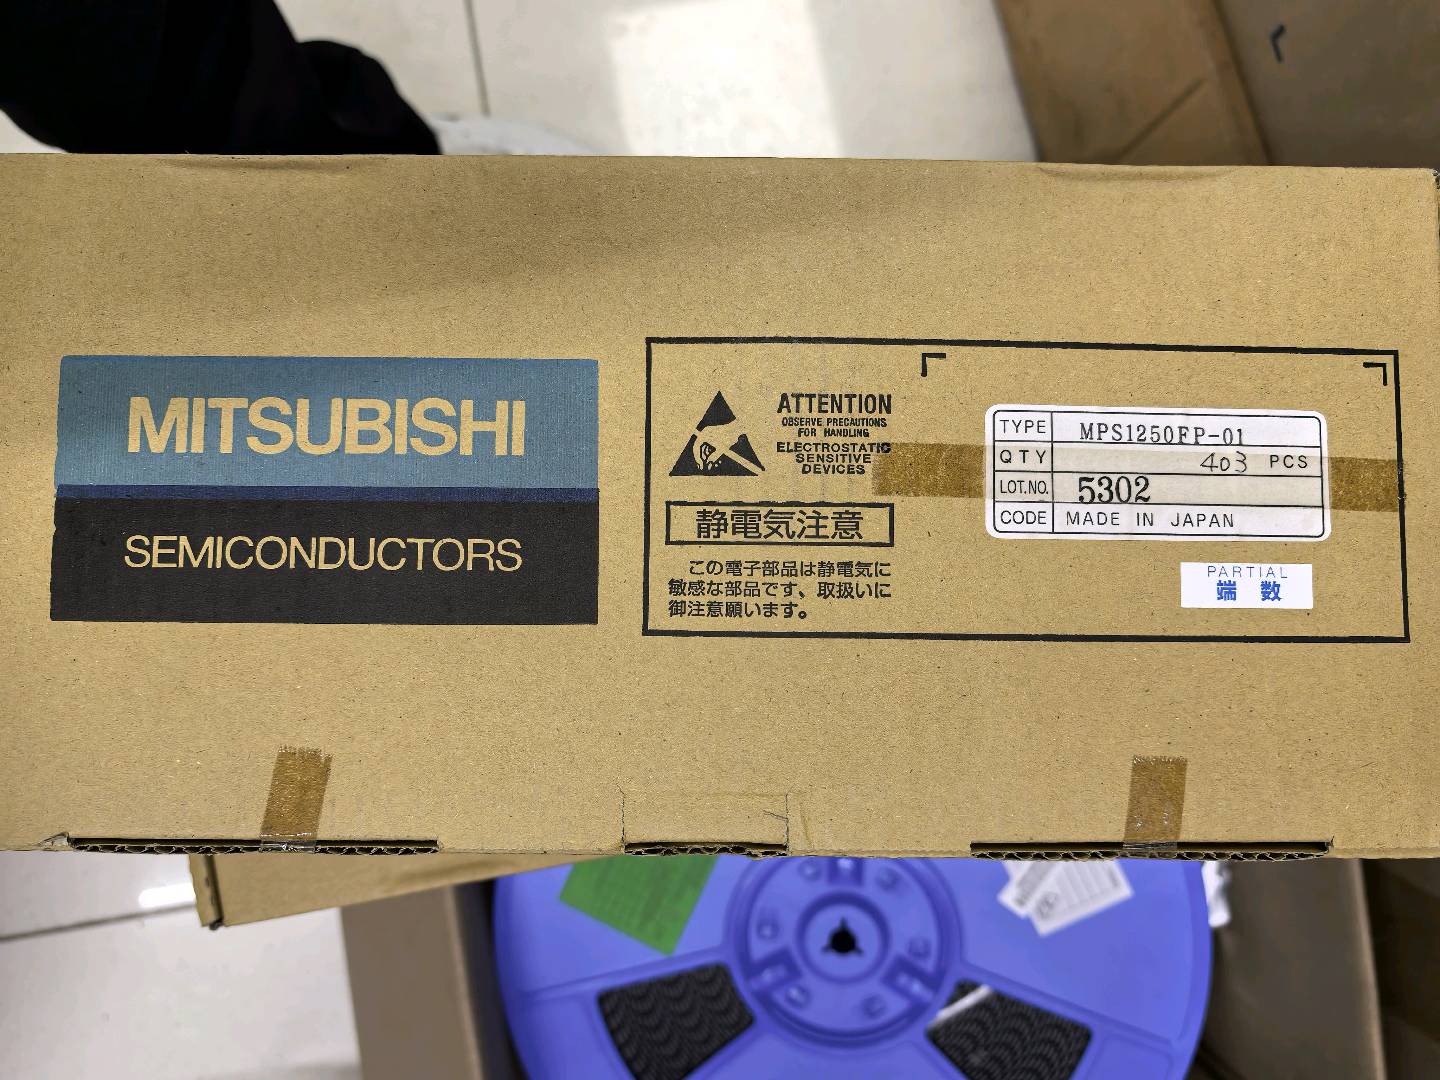 MITSUBISHI
SEMICONDUCTORS
ATTENTION
OBSERVE PRECAUTIONS
FOR HANDLING
ELECTROSTATIC
SENSITIVE
DEVICES
静電気注意
この電子部品は静電気に
敏感な部品です、取扱いに
御注意願います。
TYPE MPS1250FP-01
QTY 403 PCS
LOT.NO. 5302
CODE MADE IN JAPAN
PARTIAL
端数